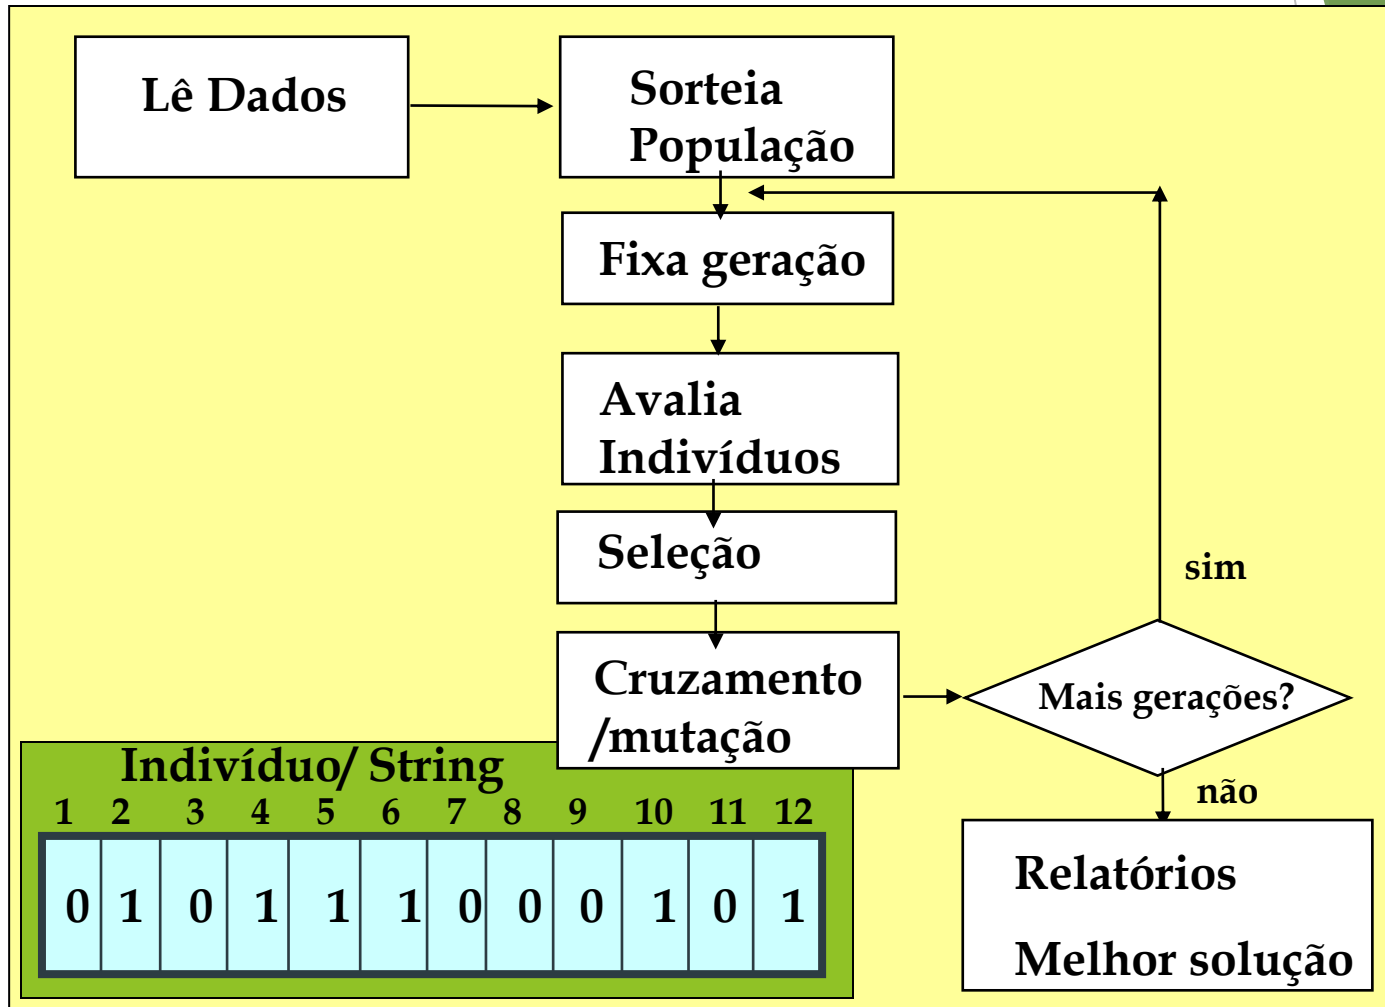 Lê Dados
Sorteia
População
Fixa geração
Avalia
Indivíduos
Seleção
sim
Cruzamento
/mutação
Mais gerações?
não
Indivíduo/ String
1 2 3 4 5 6 7 8 9 10 11 12
0 1 0 1 1 1 0 0 0 1 0 1
Relatórios
Melhor solução